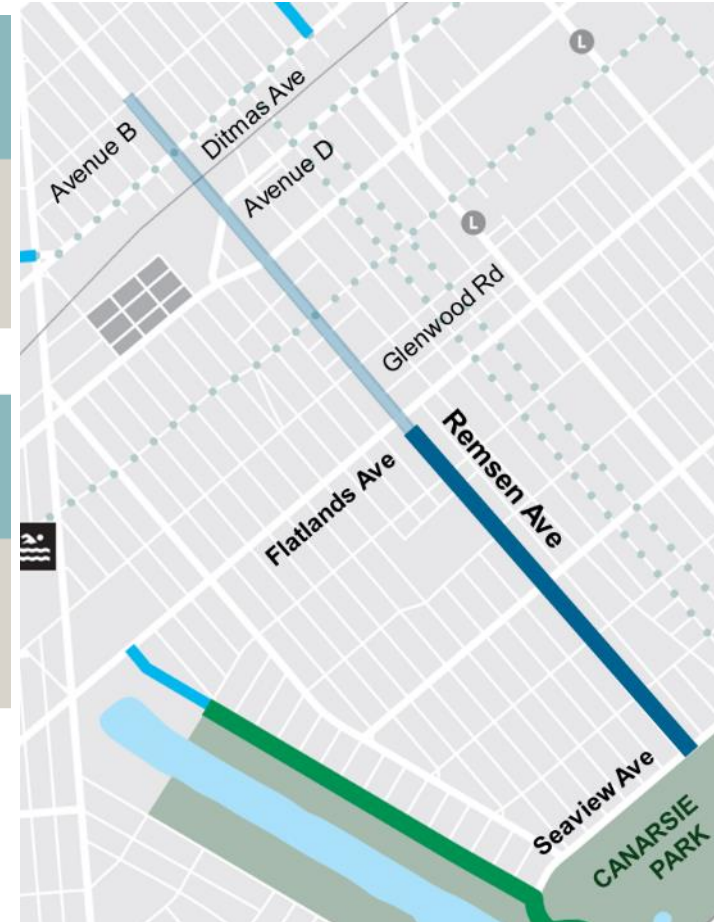 L
Ditmas Ave
Avenue B
Avenue D
L
Glenwood Rd
Remsen Ave
Flatlands Ave
Seaview Ave
CANARSIE
PARK